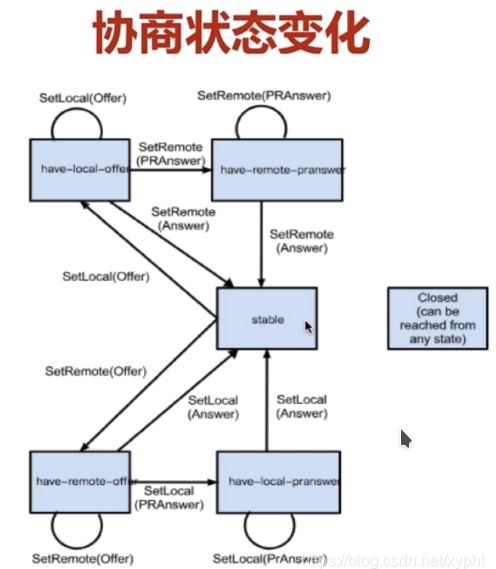 协商状态变化
SetLocal(Offer)
SetRemote(PRAnswer)
have-local-offer
SetRemote
(PRAnswer)
have-remote-pranswer
SetRemote
(Answer)
SetRemote
(Answer)
SetLocal(Offer)
stable
Closed
(can be
reached from
any state)
SetRemote(Offer)
SetLocal
(Answer)
SetLocal
(Answer)
have-remote-off
SetLocal
(PRAnswer)
have-local-pranswer
SetRemote(Offer)
SetLocal(PrAnswer)
https://blog.csdn.net/xyphf